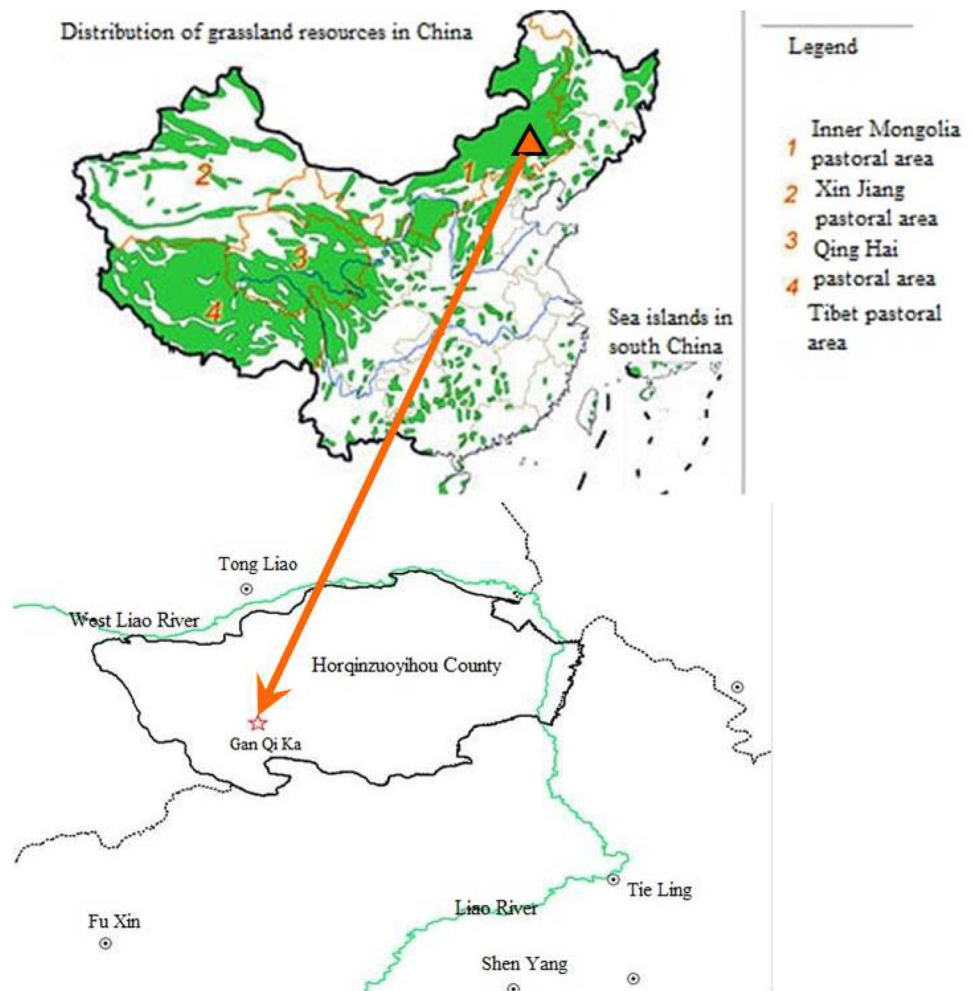 Distribution of grassland resources in China
Legend
1 Inner Mongolia
pastoral area
2 Xin Jiang
pastoral area
3 Qing Hai
pastoral area
4 Tibet pastoral
area
1
2
3
4
Sea islands in
south China
Tong Liao
West Liao River
Horqinzuoyihou County
Gan Qi Ka
Tie Ling
Liao River
Fu Xin
Shen Yang